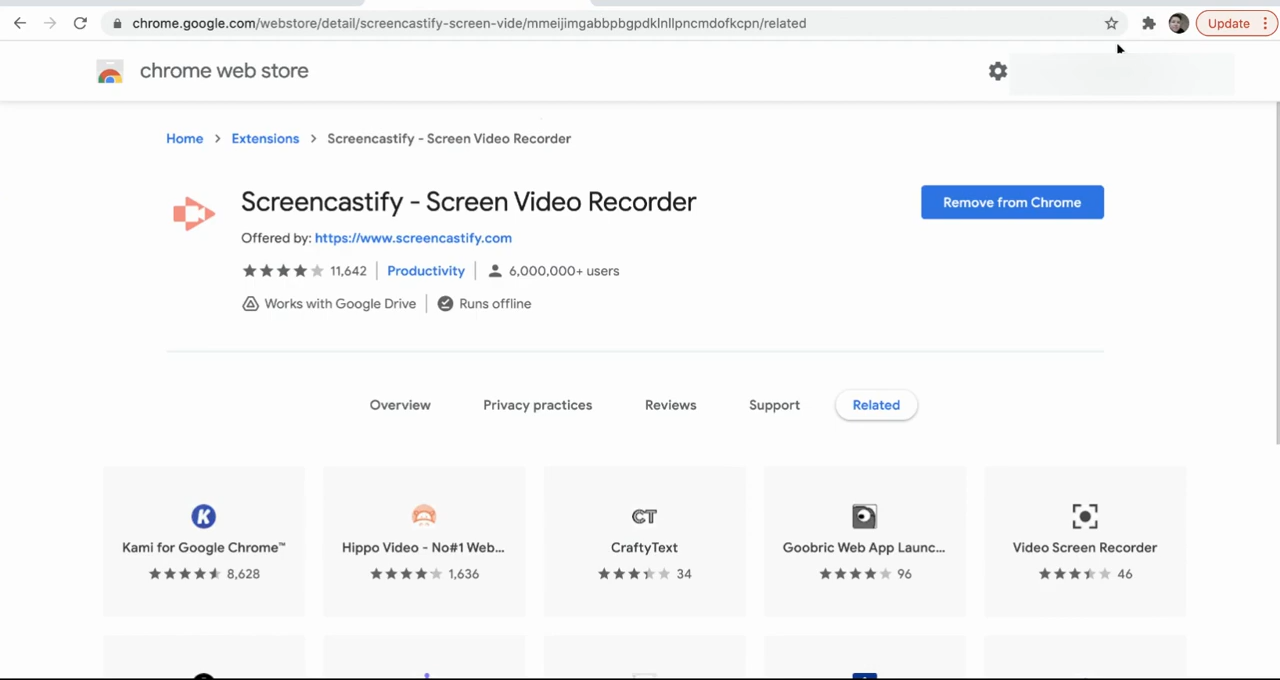 chrome.google.com/webstore/detail/screencastify-screen-vide/mmeijimgabbpbgpdklnllpncmdofkcpn/related
Update
chrome web store
Home > Extensions > Screencastify - Screen Video Recorder
Screencastify - Screen Video Recorder
Remove from Chrome
Offered by: https://www.screencastify.com
11,642 Productivity 6,000,000+ users
Works with Google Drive Runs offline
Overview Privacy practices Reviews Support Related
K CT
Kami for Google Chrome™ Hippo Video - No#1 Web... CraftyText Goobric Web App Launc... Video Screen Recorder
8,628 1,636 34 96 46